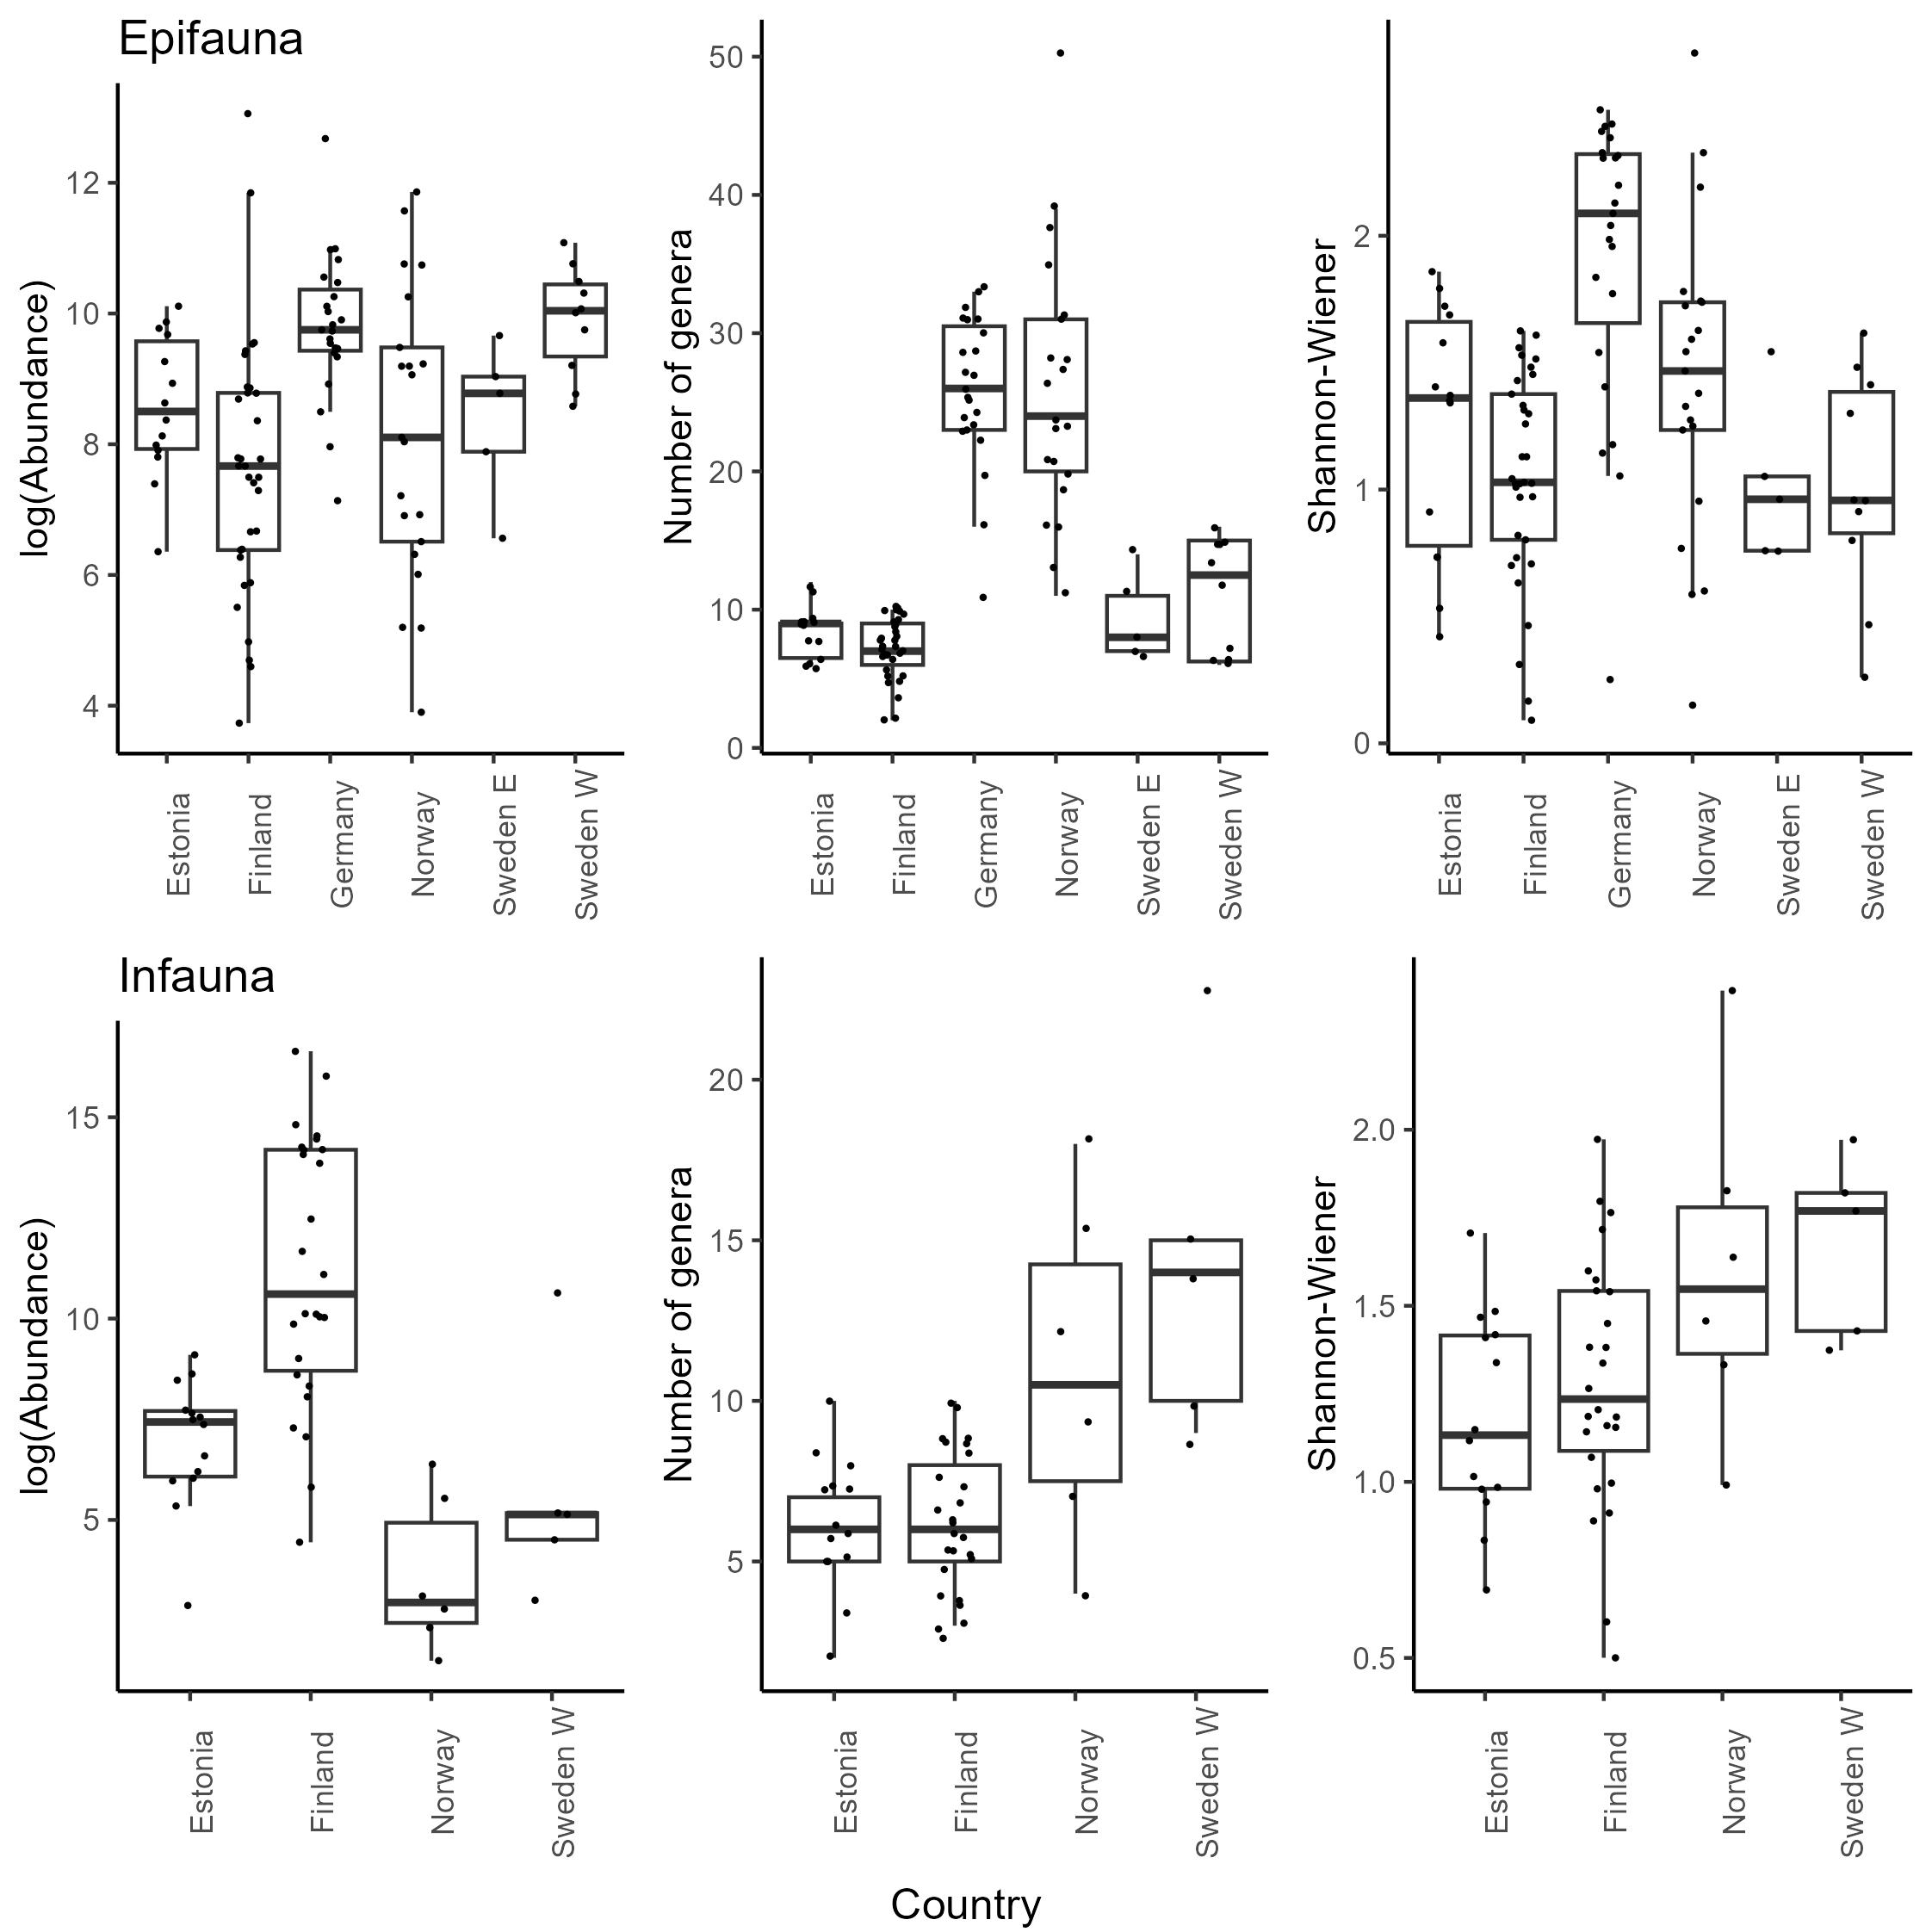 Epifauna
log(Abundance)
12
10
8
6
4
Estonia
Finland
Germany
Norway
Sweden E
Sweden W
Number of genera
50
40
30
20
10
0
Estonia
Finland
Germany
Norway
Sweden E
Sweden W
Shannon-Wiener
2
1
0
Estonia
Finland
Germany
Norway
Sweden E
Sweden W
Infauna
log(Abundance)
15
10
5
Estonia
Finland
Norway
Sweden W
Number of genera
20
15
10
5
Estonia
Finland
Norway
Sweden W
Shannon-Wiener
2.0
1.5
1.0
0.5
Estonia
Finland
Norway
Sweden W
Country